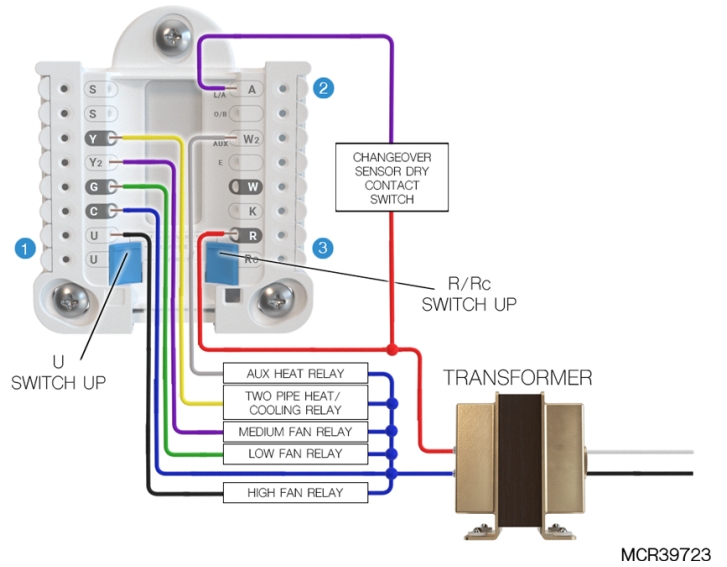 S
S
Y
Y2
G
C
U
U
L/A A
O/B
AUX W2
E
W
K
R
Rc
1
2
3
CHANGEOVER
SENSOR DRY
CONTACT
SWITCH
R/Rc
SWITCH UP
U
SWITCH UP
AUX HEAT RELAY
TWO PIPE HEAT/
COOLING RELAY
MEDIUM FAN RELAY
LOW FAN RELAY
HIGH FAN RELAY
TRANSFORMER
MCR39723